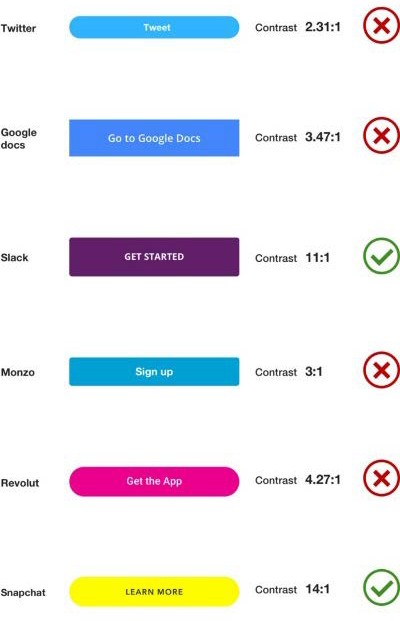 Twitter Tweet Contrast 2.31:1
Google docs Go to Google Docs Contrast 3.47:1
Slack GET STARTED Contrast 11:1
Monzo Sign up Contrast 3:1
Revolut Get the App Contrast 4.27:1
Snapchat LEARN MORE Contrast 14:1